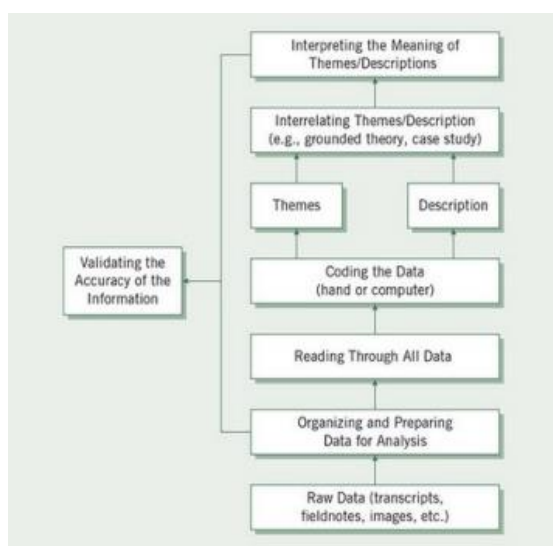 Interpreting the Meaning of
Themes/Descriptions
Interrelating Themes/Description
(e.g., grounded theory, case study)
Themes
Description
Validating the
Accuracy of the
Information
Coding the Data
(hand or computer)
Reading Through All Data
Organizing and Preparing
Data for Analysis
Raw Data (transcripts,
fieldnotes, images, etc.)